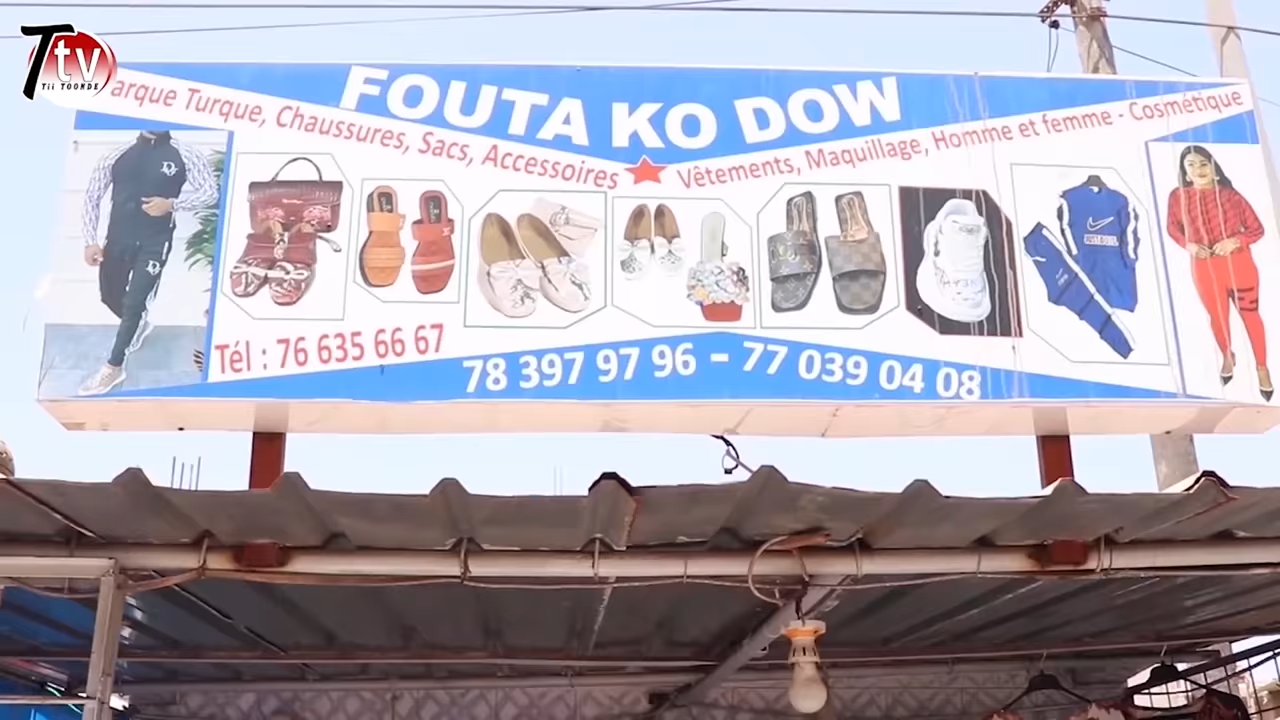 Ttv
Tii TOONDE
FOUTA KO DOW
arque Turque, Chaussures, Sacs, Accessoires
Vêtements, Maquillage, Homme et femme - Cosmétique
Tél : 76 635 66 67
78 397 97 96 - 77 039 04 08